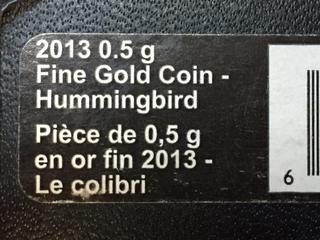 2013 0.5 g
Fine Gold Coin -
Hummingbird
Pièce de 0,5 g
en or fin 2013 -
Le colibri
6